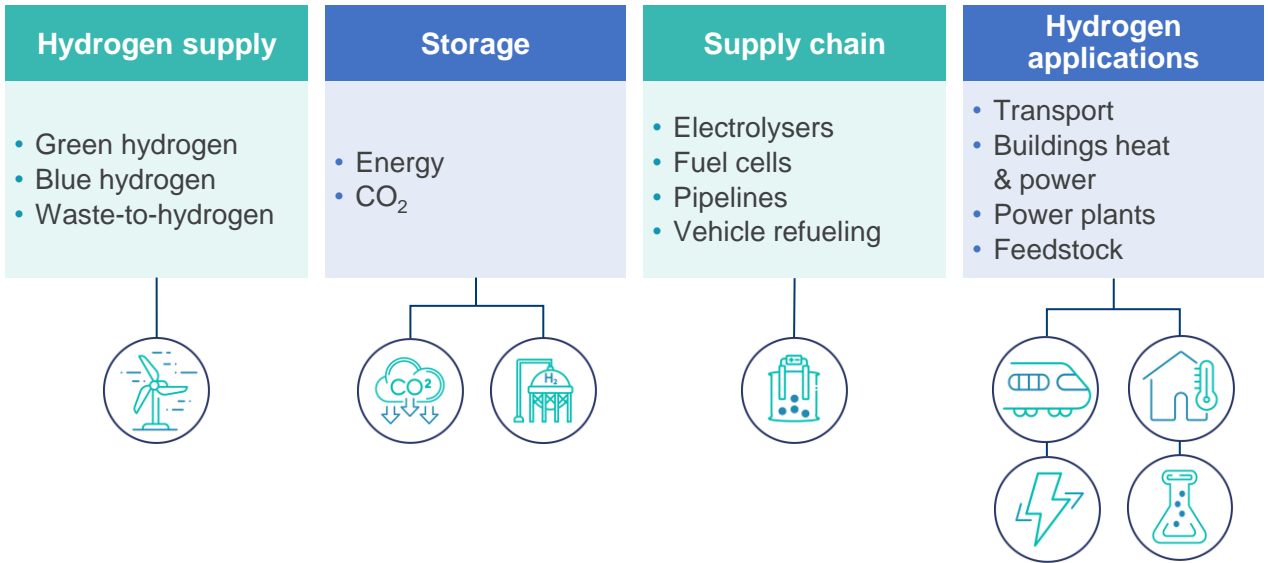 Hydrogen supply
• Green hydrogen
• Blue hydrogen
• Waste-to-hydrogen
Storage
• Energy
• CO₂
Supply chain
• Electrolysers
• Fuel cells
• Pipelines
• Vehicle refueling
Hydrogen
applications
• Transport
• Buildings heat
& power
• Power plants
• Feedstock
CO²
H₂